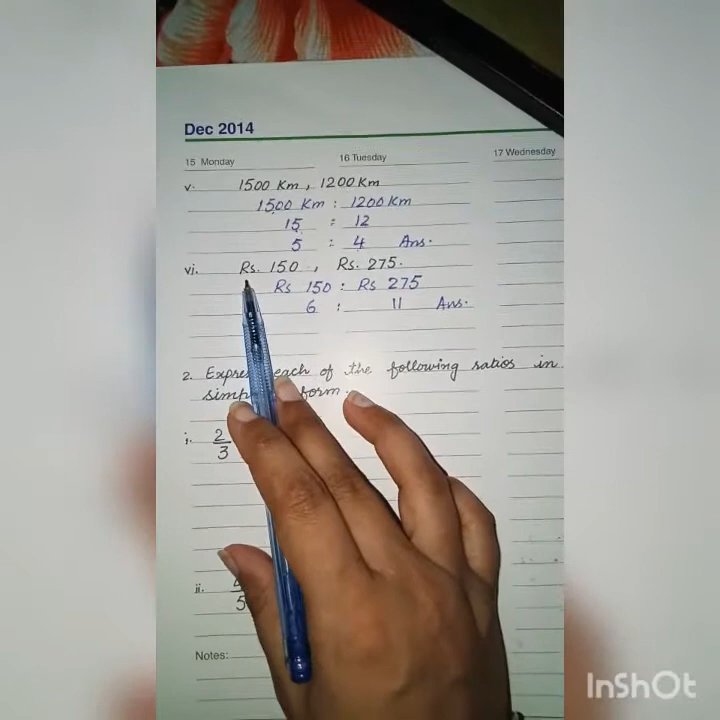 Dec 2014
15 Monday 16 Tuesday 17 Wednesday
v. 1500 Km, 1200 Km
1500 Km : 1200 Km
15 : 12
5 : 4 Ans.
vi. Rs. 150, Rs. 275.
Rs 150 : Rs 275
6 : 11 Ans.
2. each of the following ratios in
form.
i. 2/3
ii. 5
Notes:
InShOt